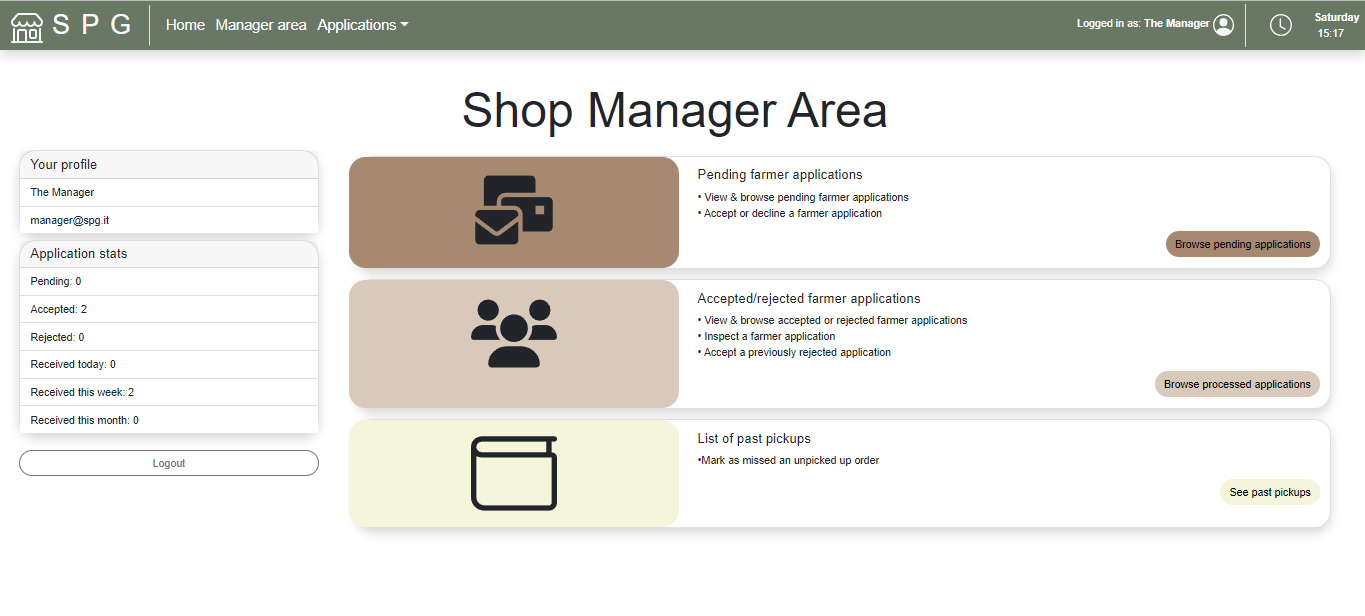 S P G
Home Manager area Applications
Logged in as: The Manager
Saturday
15:17
Shop Manager Area
Your profile
The Manager
manager@spg.it
Application stats
Pending: 0
Accepted: 2
Rejected: 0
Received today: 0
Received this week: 2
Received this month: 0
Logout
Pending farmer applications
• View & browse pending farmer applications
• Accept or decline a farmer application
Browse pending applications
Accepted/rejected farmer applications
• View & browse accepted or rejected farmer applications
• Inspect a farmer application
• Accept a previously rejected application
Browse processed applications
List of past pickups
•Mark as missed an unpicked up order
See past pickups